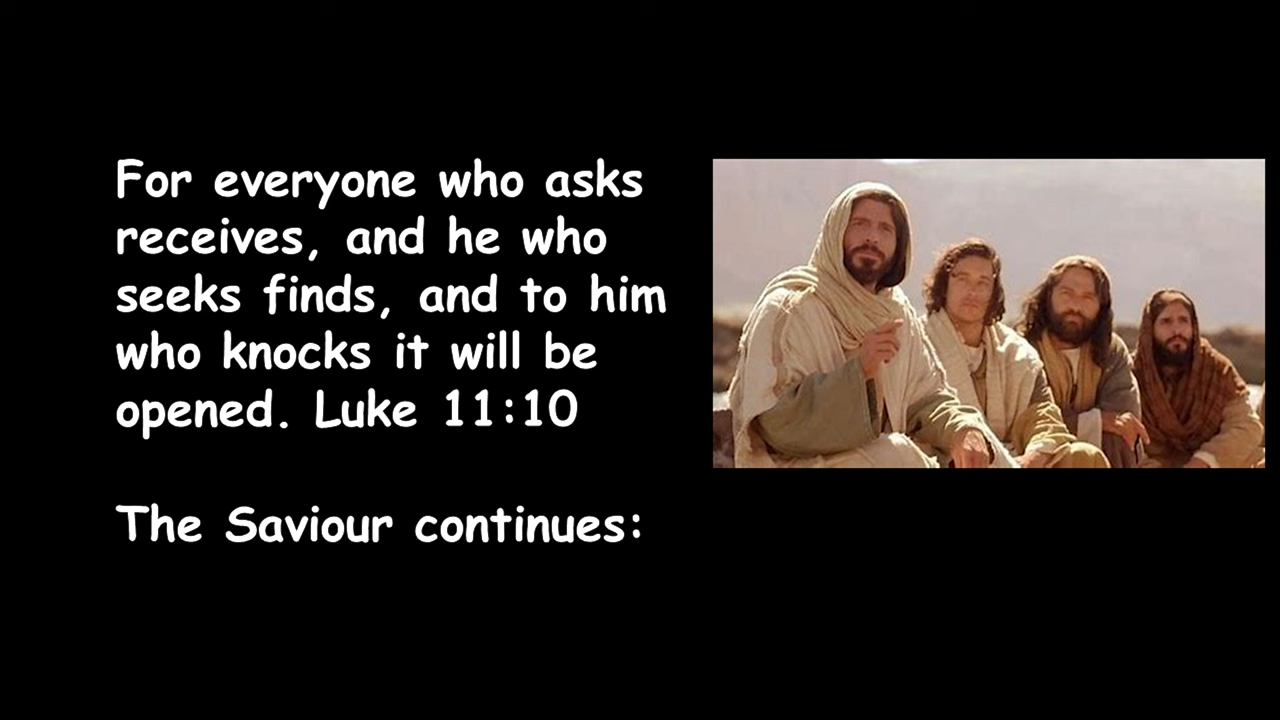 For everyone who asks
receives, and he who
seeks finds, and to him
who knocks it will be
opened. Luke 11:10
The Saviour continues: